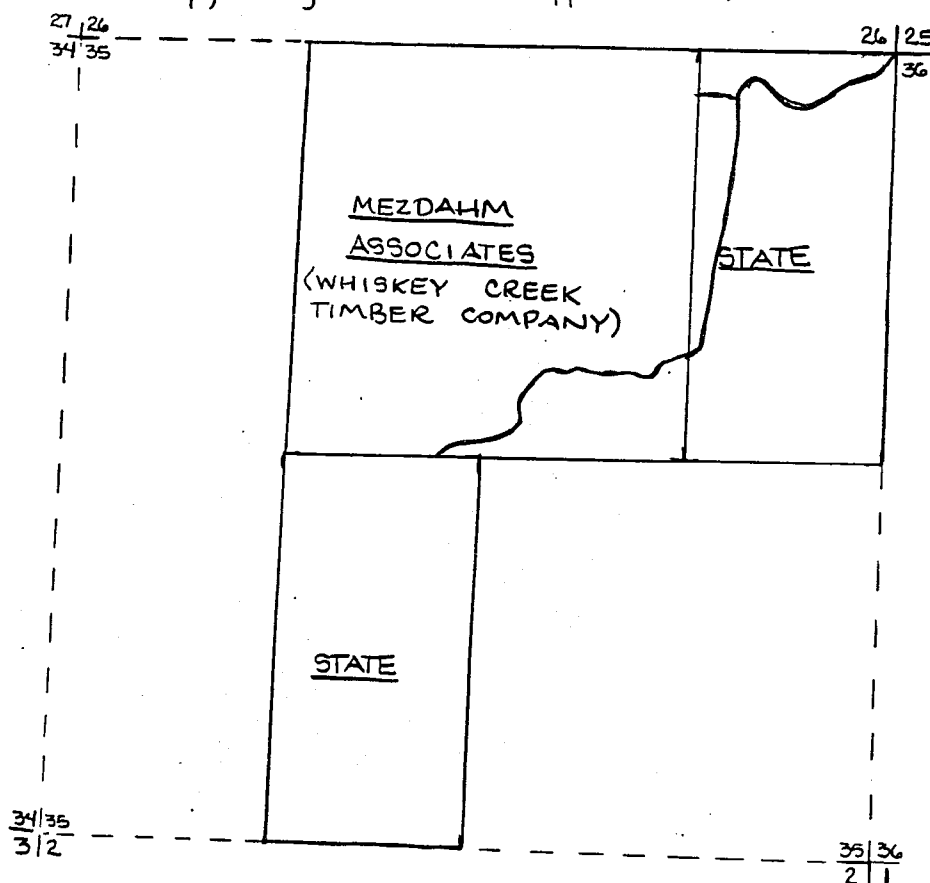 27 26
34 35
26 25
36
MEZDAHM
ASSOCIATES
(WHISKEY CREEK
TIMBER COMPANY)
STATE
STATE
34 35
3 2
35 36
2 1